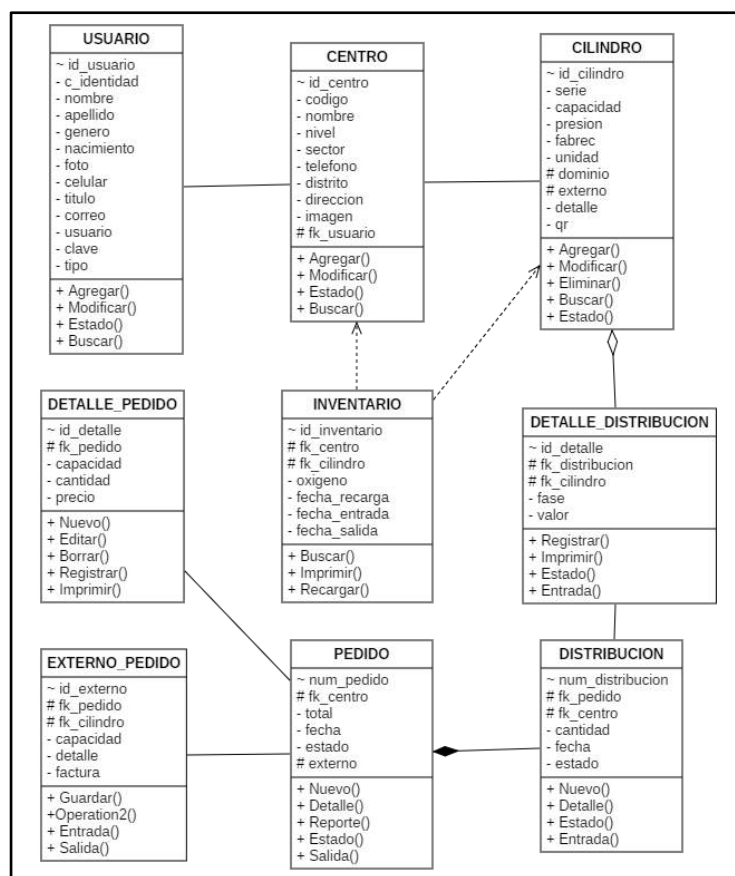 USUARIO
~ id_usuario
- c_identidad
- nombre
- apellido
- genero
- nacimiento
- foto
- celular
- titulo
- correo
- usuario
- clave
- tipo
+ Agregar()
+ Modificar()
+ Estado()
+ Buscar()
CENTRO
~ id_centro
- codigo
- nombre
- nivel
- sector
- telefono
- distrito
- direccion
- imagen
# fk_usuario
+ Agregar()
+ Modificar()
+ Estado()
+ Buscar()
CILINDRO
~ id_cilindro
- serie
- capacidad
- presion
- fabrec
- unidad
# dominio
# externo
- detalle
- qr
+ Agregar()
+ Modificar()
+ Eliminar()
+ Buscar()
+ Estado()
DETALLE_PEDIDO
~ id_detalle
# fk_pedido
- capacidad
- cantidad
- precio
+ Nuevo()
+ Editar()
+ Borrar()
+ Registrar()
+ Imprimir()
INVENTARIO
~ id_inventario
# fk_centro
# fk_cilindro
- oxigeno
- fecha_recarga
- fecha_entrada
- fecha_salida
+ Buscar()
+ Imprimir()
+ Recargar()
DETALLE_DISTRIBUCION
~ id_detalle
# fk_distribucion
# fk_cilindro
- fase
- valor
+ Registrar()
+ Imprimir()
+ Estado()
+ Entrada()
EXTERNO_PEDIDO
~ id_externo
# fk_pedido
# fk_cilindro
- capacidad
- detalle
- factura
+ Guardar()
+Operation2()
+ Entrada()
+ Salida()
PEDIDO
~ num_pedido
# fk_centro
- total
- fecha
- estado
# externo
+ Nuevo()
+ Detalle()
+ Reporte()
+ Estado()
+ Salida()
DISTRIBUCION
~ num_distribucion
# fk_pedido
# fk_centro
- cantidad
- fecha
- estado
+ Nuevo()
+ Detalle()
+ Estado()
+ Entrada()